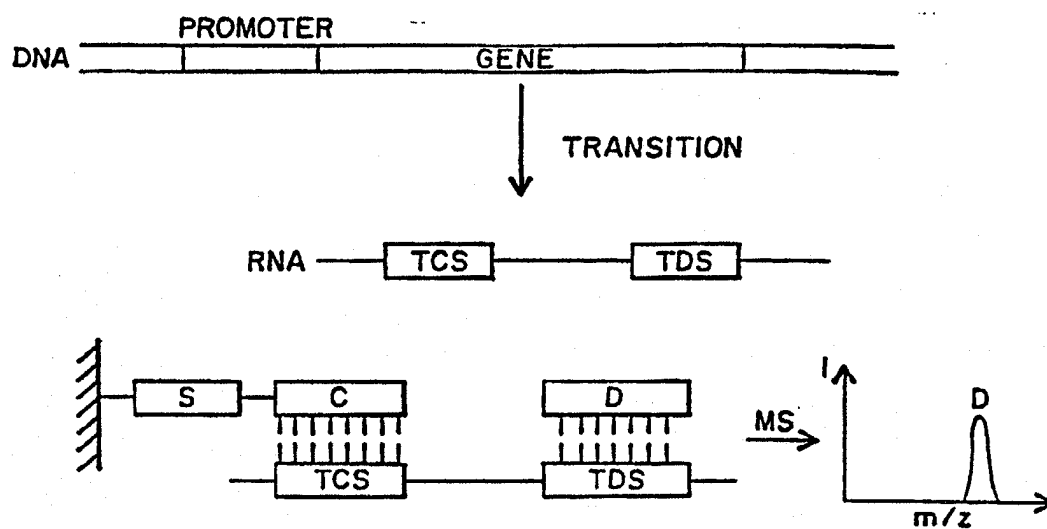 PROMOTER
DNA GENE
TRANSITION
RNA TCS TDS
S C D
TCS TDS
MS
I
D
m/z